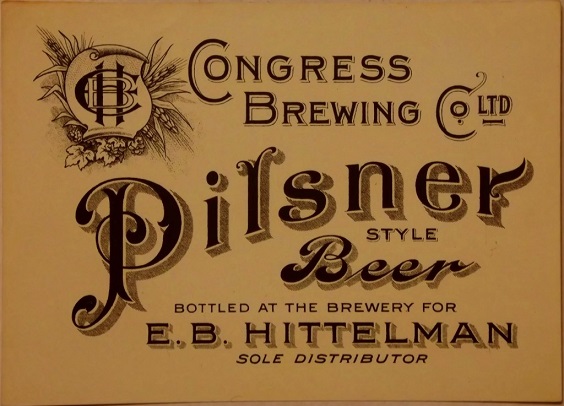 CONGRESS
BREWING CO. LTD
Pilsner
STYLE
Beer
BOTTLED AT THE BREWERY FOR
E.B. HITTELMAN
SOLE DISTRIBUTOR